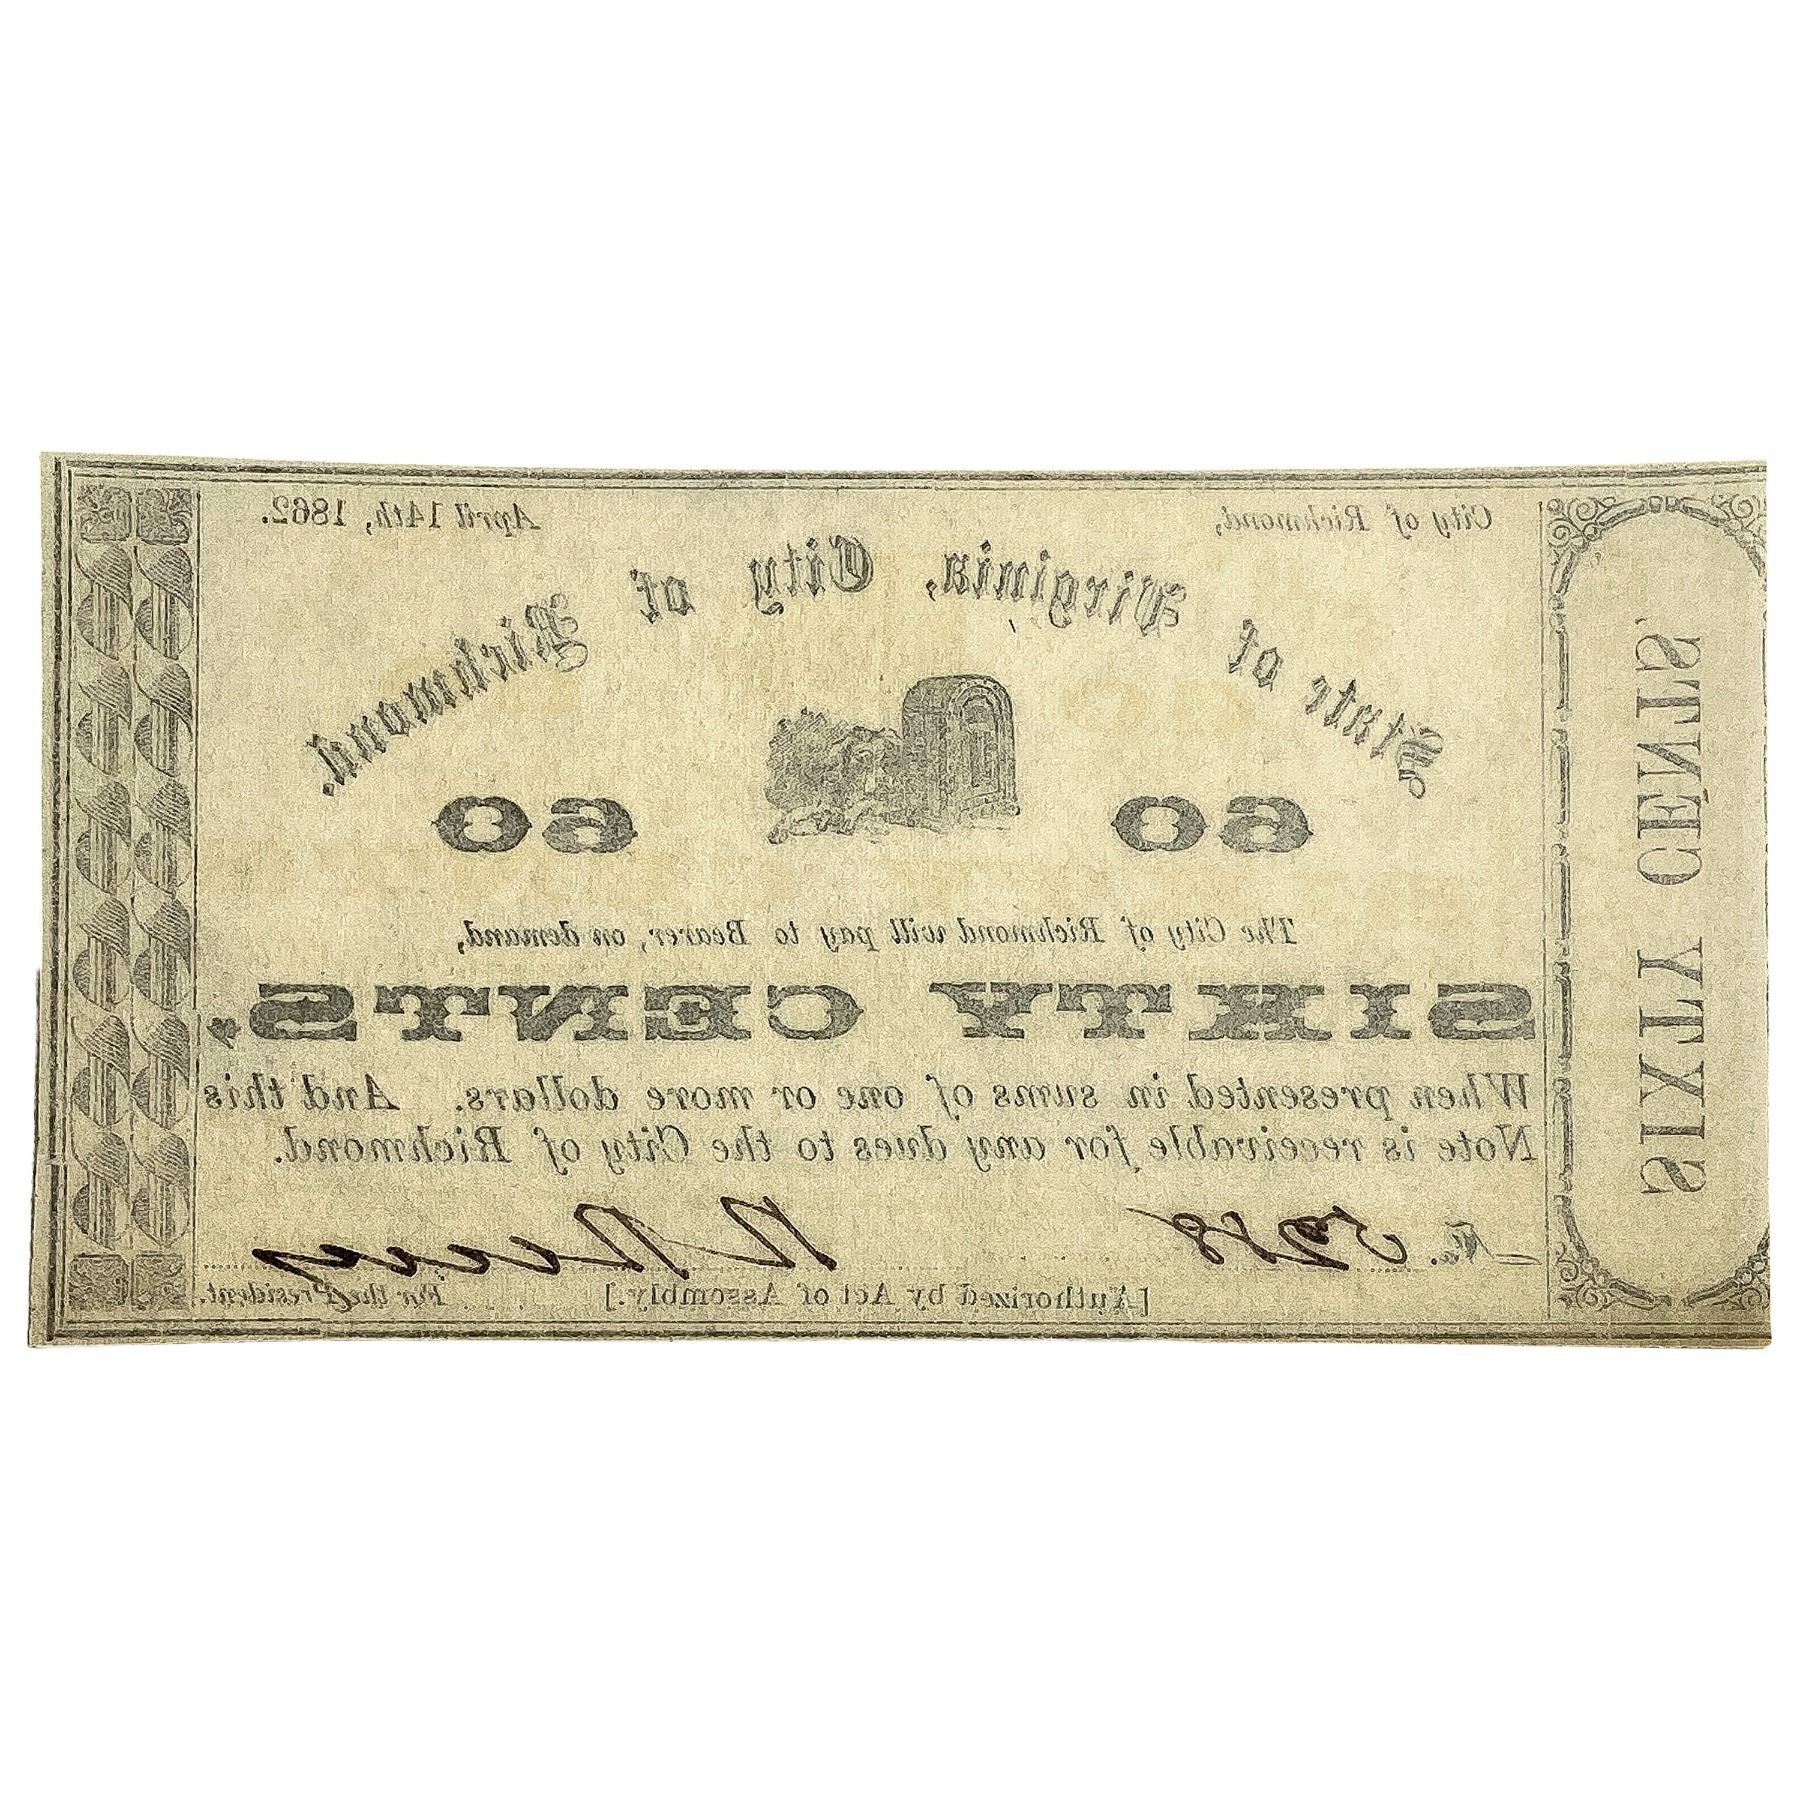 City of Richmond, April 14th, 1862.
State of Virginia, City of Richmond.
60 60
The City of Richmond will pay to Bearer, on demand,
SIXTY CENTS,
When presented in sums of one or more dollars. And this
Note is receivable for any dues to the City of Richmond.
No.
[Authorized by Act of Assembly.] For the President.
SIXTY CENTS.